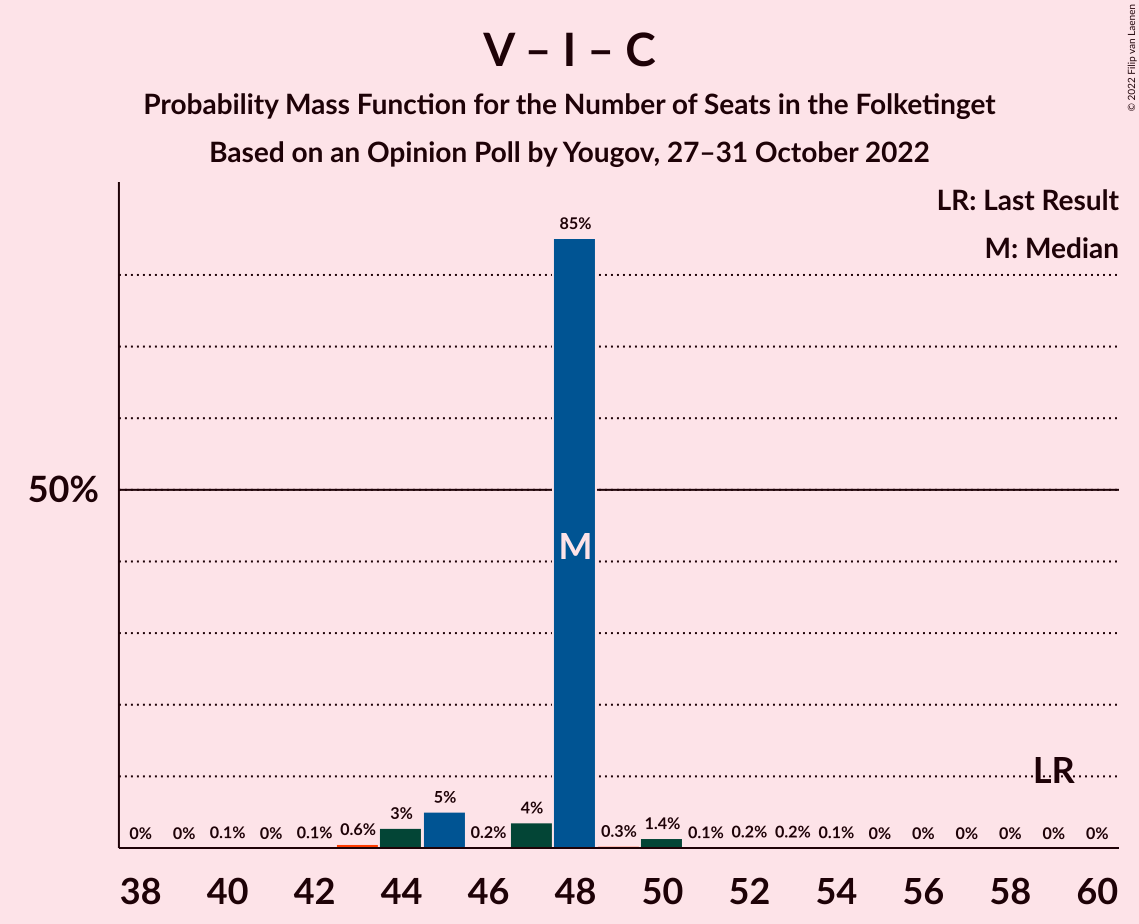 V – I – C
Probability Mass Function for the Number of Seats in the Folketinget
Based on an Opinion Poll by Yougov, 27–31 October 2022
© 2022 Filip van Laenen
LR: Last Result
M: Median
85%
50%
M
LR
0% 0% 0.1% 0% 0.1% 0.6% 3% 5% 0.2% 4% 0.3% 1.4% 0.1% 0.2% 0.2% 0.1% 0% 0% 0% 0% 0% 0%
38 40 42 44 46 48 50 52 54 56 58 60